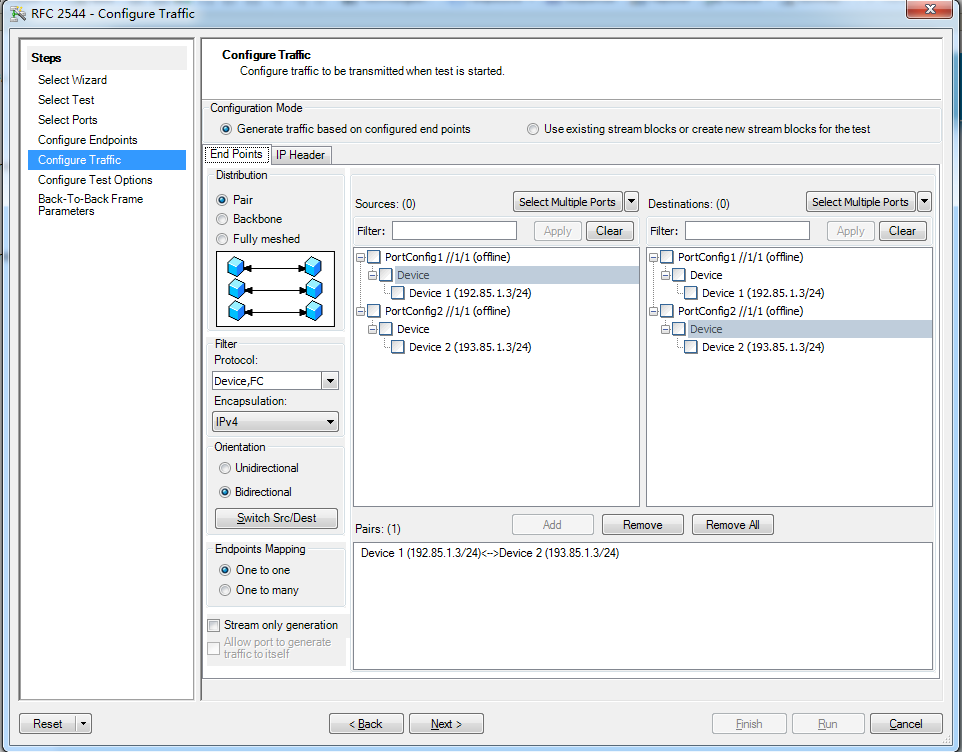 RFC 2544 - Configure Traffic
Steps
Select Wizard
Select Test
Select Ports
Configure Endpoints
Configure Traffic
Configure Test Options
Back-To-Back Frame
Parameters
Configure Traffic
Configure traffic to be transmitted when test is started.
Configuration Mode
Generate traffic based on configured end points
Use existing stream blocks or create new stream blocks for the test
End Points
IP Header
Distribution
Pair
Backbone
Fully meshed
Filter
Protocol:
Device,FC
Encapsulation:
IPv4
Orientation
Unidirectional
Bidirectional
Switch Src/Dest
Endpoints Mapping
One to one
One to many
Stream only generation
Allow port to generate
traffic to itself
Sources: (0)
Select Multiple Ports
Filter:
Apply
Clear
PortConfig1 //1/1 (offline)
Device
Device 1 (192.85.1.3/24)
PortConfig2 //1/1 (offline)
Device
Device 2 (193.85.1.3/24)
Destinations: (0)
Select Multiple Ports
Filter:
Apply
Clear
PortConfig1 //1/1 (offline)
Device
Device 1 (192.85.1.3/24)
PortConfig2 //1/1 (offline)
Device
Device 2 (193.85.1.3/24)
Pairs: (1)
Add
Remove
Remove All
Device 1 (192.85.1.3/24)<-->Device 2 (193.85.1.3/24)
Reset
< Back
Next >
Finish
Run
Cancel